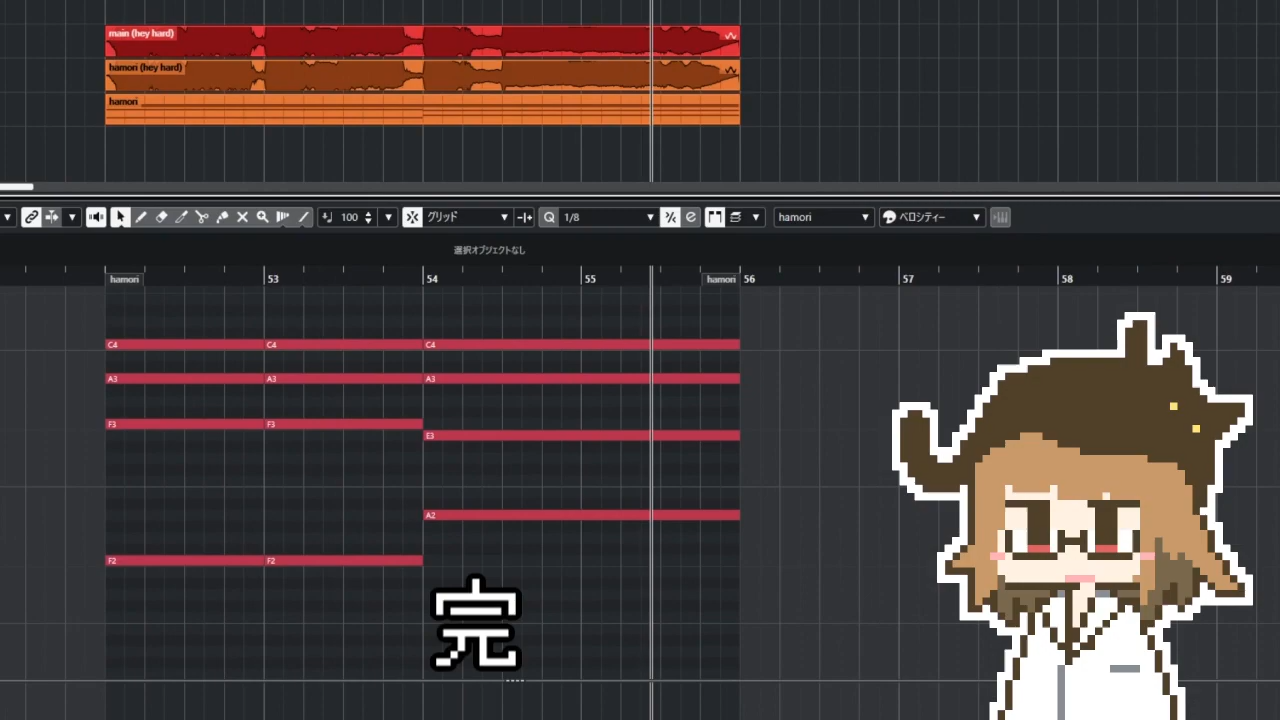 main (hey hard)
hamori (hey hard)
hamori
100 グリッド 1/8 hamori ベロシティー
選択オブジェクトなし
hamori 53 54 55 hamori 56 57 58 59
C4 C4 C4
A3 A3 A3
F3 F3
E3
A2
F2 F2
完